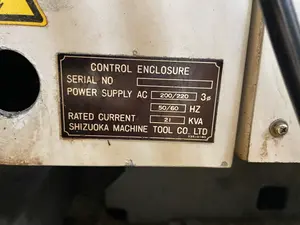 CONTROL ENCLOSURE
SERIAL NO
POWER SUPPLY AC 200/220 3ø
50/60 HZ
RATED CURRENT 21 KVA
SHIZUOKA MACHINE TOOL CO. LTD